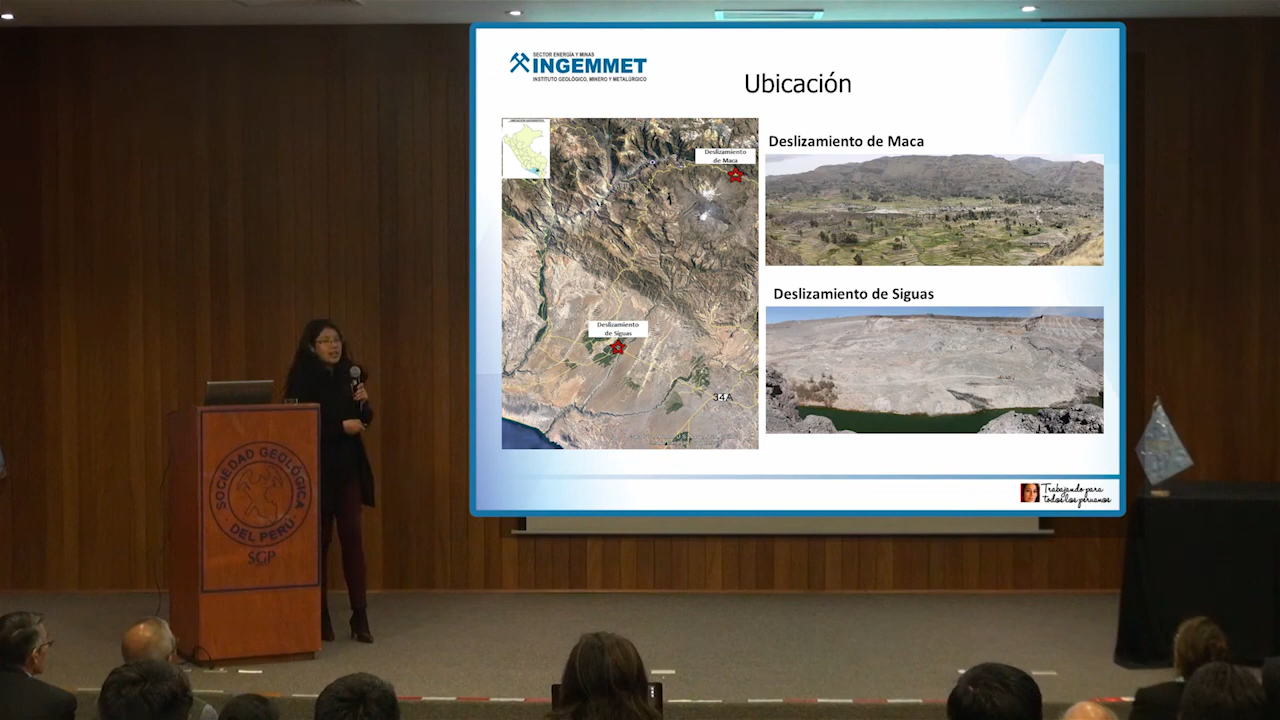 SECTOR ENERGÍA Y MINAS
INGEMMET
INSTITUTO GEOLÓGICO, MINERO Y METALÚRGICO
Ubicación
Deslizamiento
de Maca
Deslizamiento
de Siguas
34A
Deslizamiento de Maca
Deslizamiento de Siguas
Trabajando para
todos los peruanos
SOCIEDAD GEOLÓGICA
DEL PERÚ
SGP